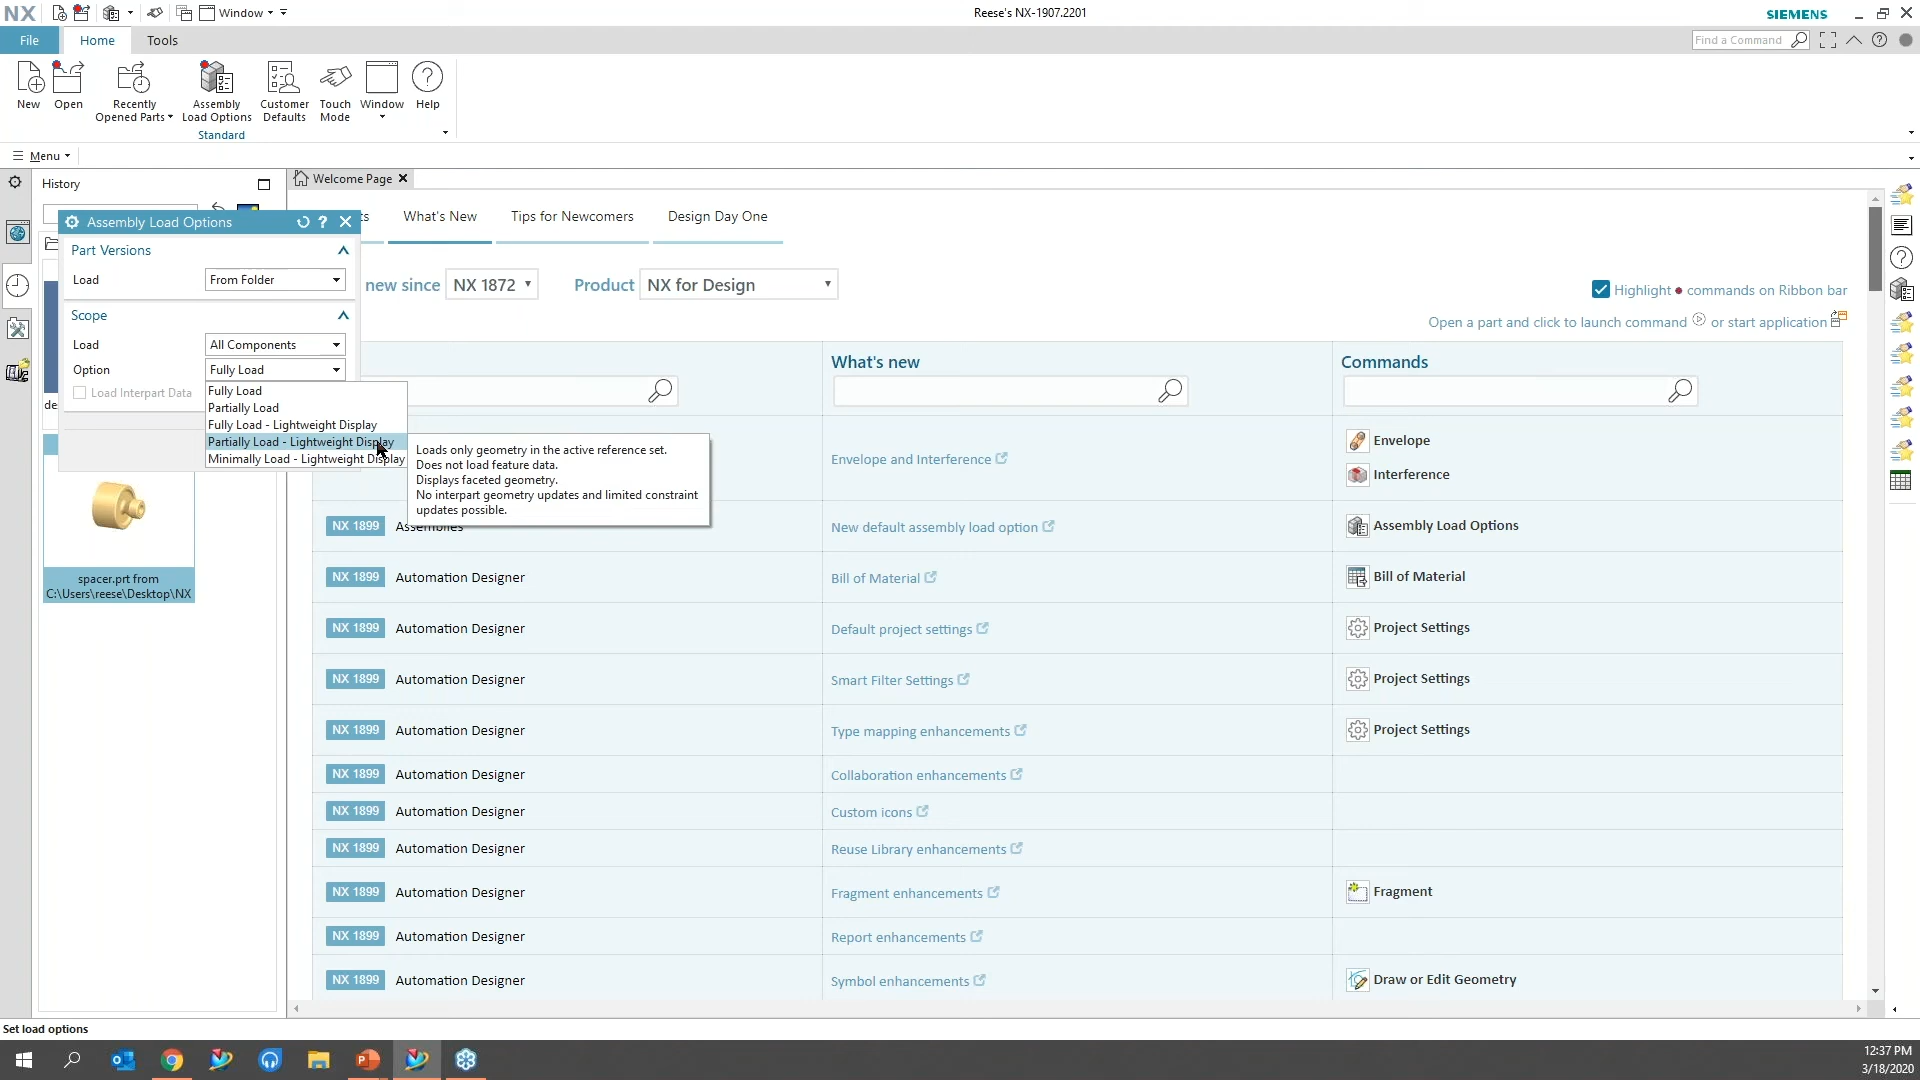 NX
Window
Reese's NX-1907.2201
SIEMENS
File
Home
Tools
Find a Command
New
Open
Recently
Opened Parts
Assembly
Load Options
Customer
Defaults
Touch
Mode
Window
Help
Standard
Menu
History
Welcome Page
Assembly Load Options
ts
What's New
Tips for Newcomers
Design Day One
Part Versions
Load
From Folder
new since
NX 1872
Product
NX for Design
Highlight • commands on Ribbon bar
Scope
Open a part and click to launch command
or start application
Load
All Components
Option
Fully Load
What's new
Commands
Load Interpart Data
Fully Load
Partially Load
Fully Load - Lightweight Display
Partially Load - Lightweight Display
Minimally Load - Lightweight Display
de
Loads only geometry in the active reference set.
Does not load feature data.
Displays faceted geometry.
No interpart geometry updates and limited constraint
updates possible.
Envelope and Interference
Envelope
Interference
NX 1899
Assemblies
New default assembly load option
Assembly Load Options
NX 1899
Automation Designer
Bill of Material
Bill of Material
spacer.prt from
C:\Users\reese\Desktop\NX
NX 1899
Automation Designer
Default project settings
Project Settings
NX 1899
Automation Designer
Smart Filter Settings
Project Settings
NX 1899
Automation Designer
Type mapping enhancements
Project Settings
NX 1899
Automation Designer
Collaboration enhancements
NX 1899
Automation Designer
Custom icons
NX 1899
Automation Designer
Reuse Library enhancements
NX 1899
Automation Designer
Fragment enhancements
Fragment
NX 1899
Automation Designer
Report enhancements
NX 1899
Automation Designer
Symbol enhancements
Draw or Edit Geometry
Set load options
12:37 PM
3/18/2020